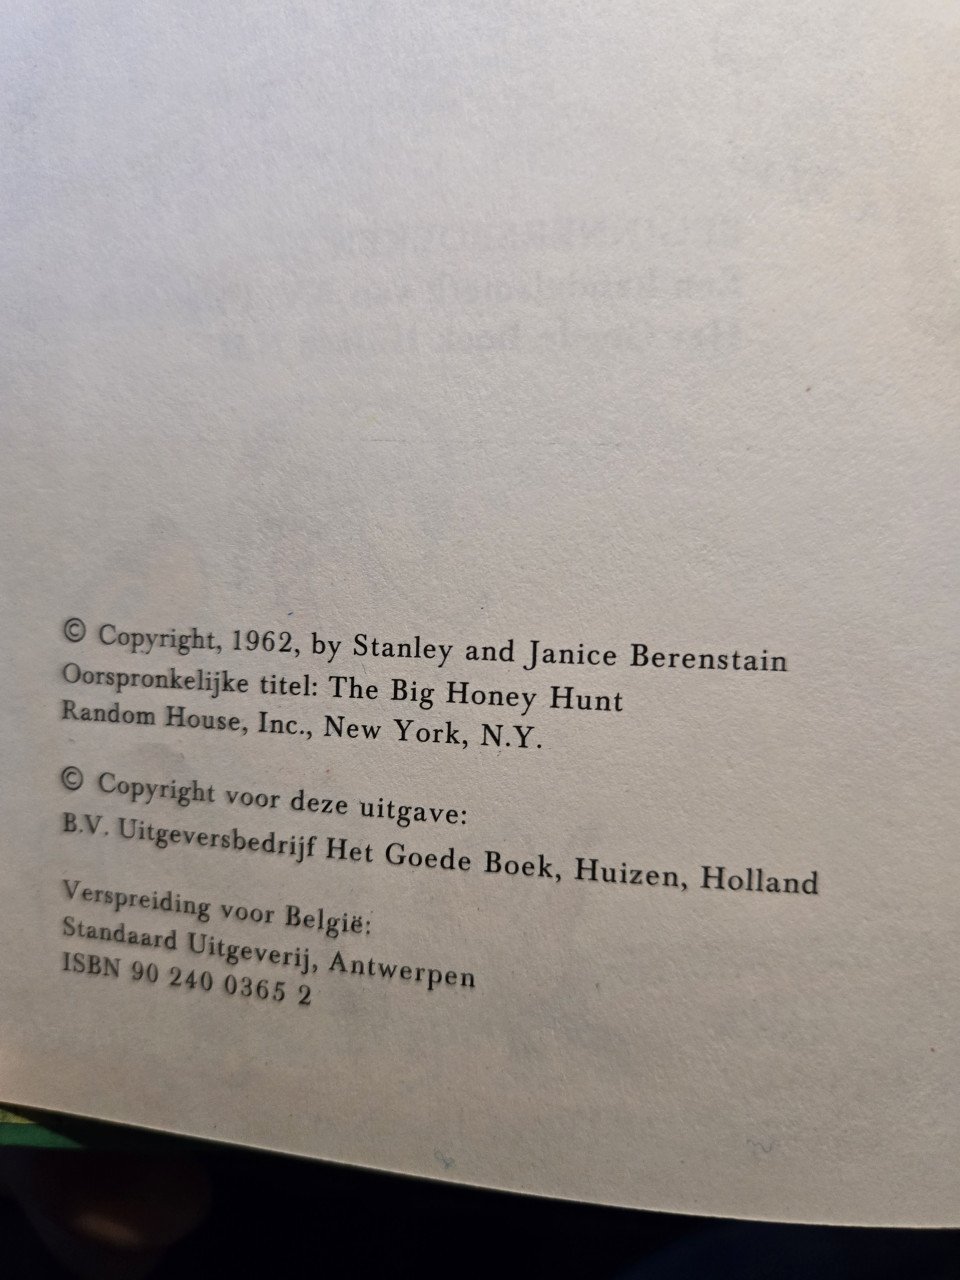 © Copyright, 1962, by Stanley and Janice Berenstain
Oorspronkelijke titel: The Big Honey Hunt
Random House, Inc., New York, N.Y.
© Copyright voor deze uitgave:
B.V. Uitgeversbedrijf Het Goede Boek, Huizen, Holland
Verspreiding voor België:
Standaard Uitgeverij, Antwerpen
ISBN 90 240 0365 2